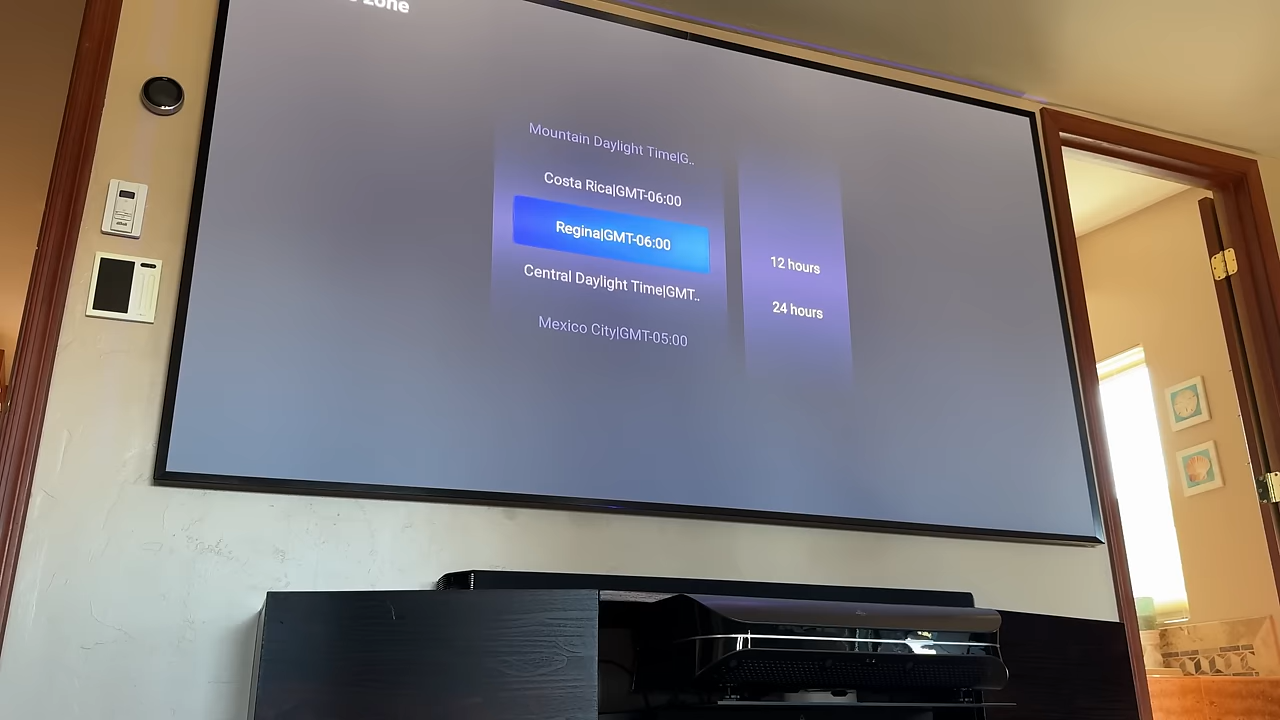 zone
Mountain Daylight Time|G..
Costa Rica|GMT-06:00
Regina|GMT-06:00
Central Daylight Time|GMT..
Mexico City|GMT-05:00
12 hours
24 hours